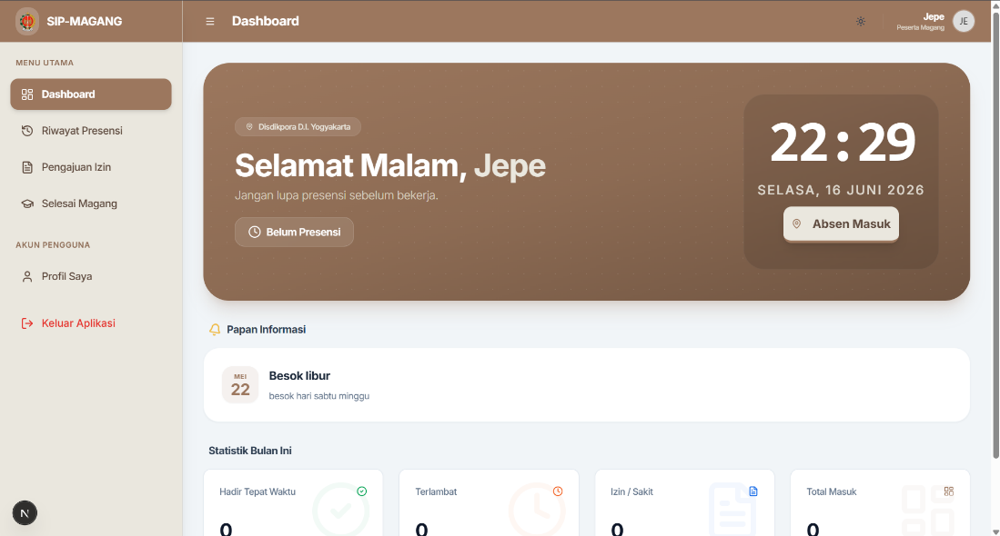 SIP-MAGANG
Dashboard
Jepe
Peserta Magang
JE
MENU UTAMA
Dashboard
Riwayat Presensi
Pengajuan Izin
Selesai Magang
AKUN PENGGUNA
Profil Saya
Keluar Aplikasi
N
Disdikpora D.I. Yogyakarta
Selamat Malam, Jepe
Jangan lupa presensi sebelum bekerja.
Belum Presensi
22:29
SELASA, 16 JUNI 2026
Absen Masuk
Papan Informasi
MEI
22
Besok libur
besok hari sabtu minggu
Statistik Bulan Ini
Hadir Tepat Waktu
0
Terlambat
0
Izin / Sakit
0
Total Masuk
0